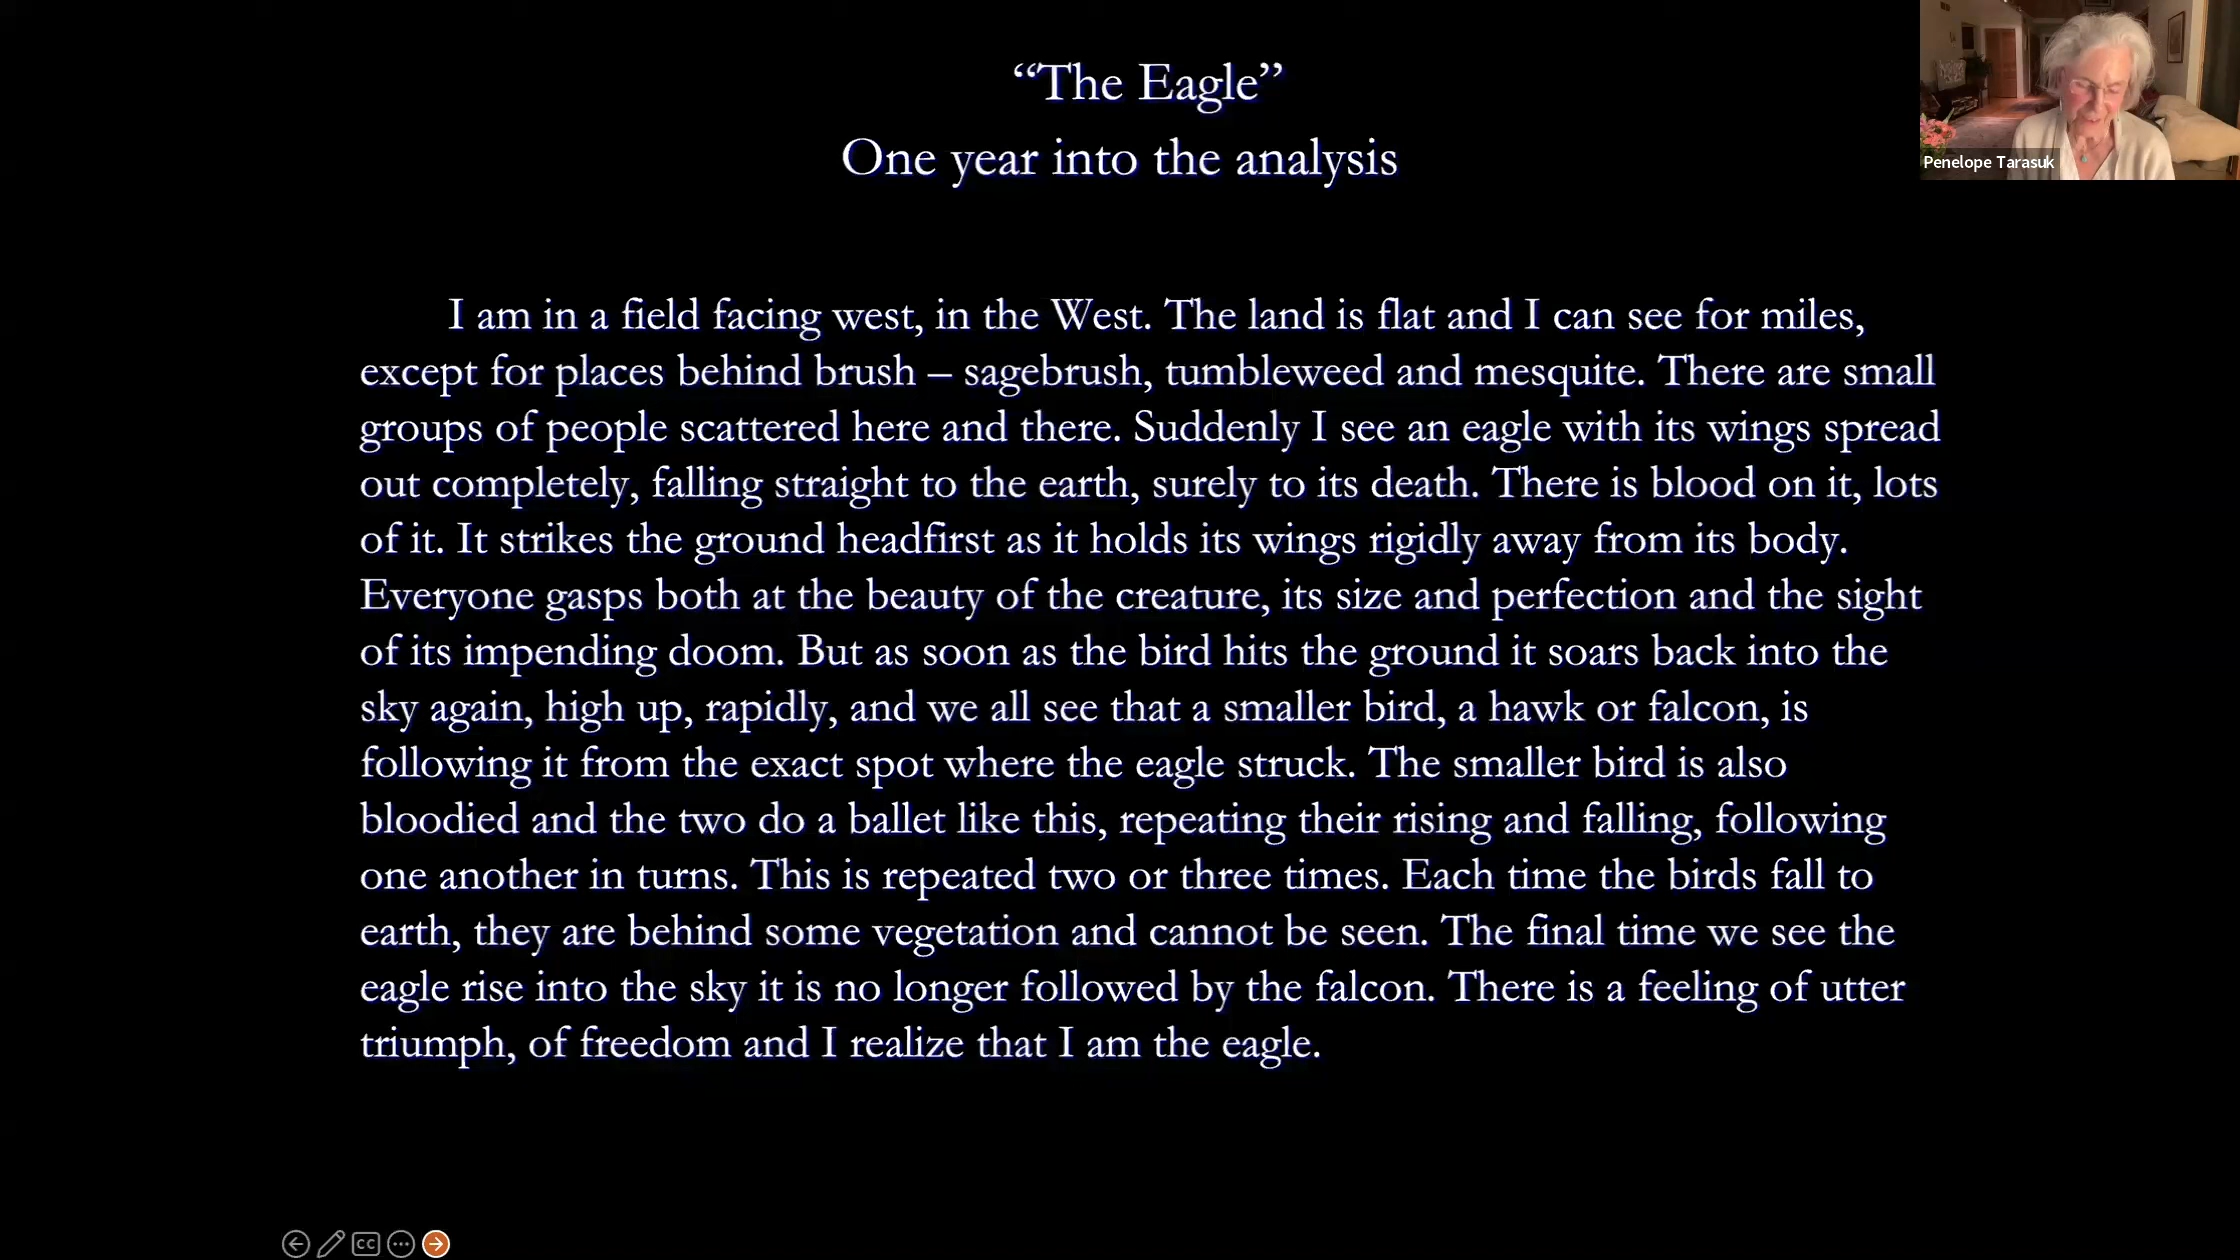 “The Eagle”
One year into the analysis
Penelope Tarasuk
I am in a field facing west, in the West. The land is flat and I can see for miles,
except for places behind brush – sagebrush, tumbleweed and mesquite. There are small
groups of people scattered here and there. Suddenly I see an eagle with its wings spread
out completely, falling straight to the earth, surely to its death. There is blood on it, lots
of it. It strikes the ground headfirst as it holds its wings rigidly away from its body.
Everyone gasps both at the beauty of the creature, its size and perfection and the sight
of its impending doom. But as soon as the bird hits the ground it soars back into the
sky again, high up, rapidly, and we all see that a smaller bird, a hawk or falcon, is
following it from the exact spot where the eagle struck. The smaller bird is also
bloodied and the two do a ballet like this, repeating their rising and falling, following
one another in turns. This is repeated two or three times. Each time the birds fall to
earth, they are behind some vegetation and cannot be seen. The final time we see the
eagle rise into the sky it is no longer followed by the falcon. There is a feeling of utter
triumph, of freedom and I realize that I am the eagle.
CC